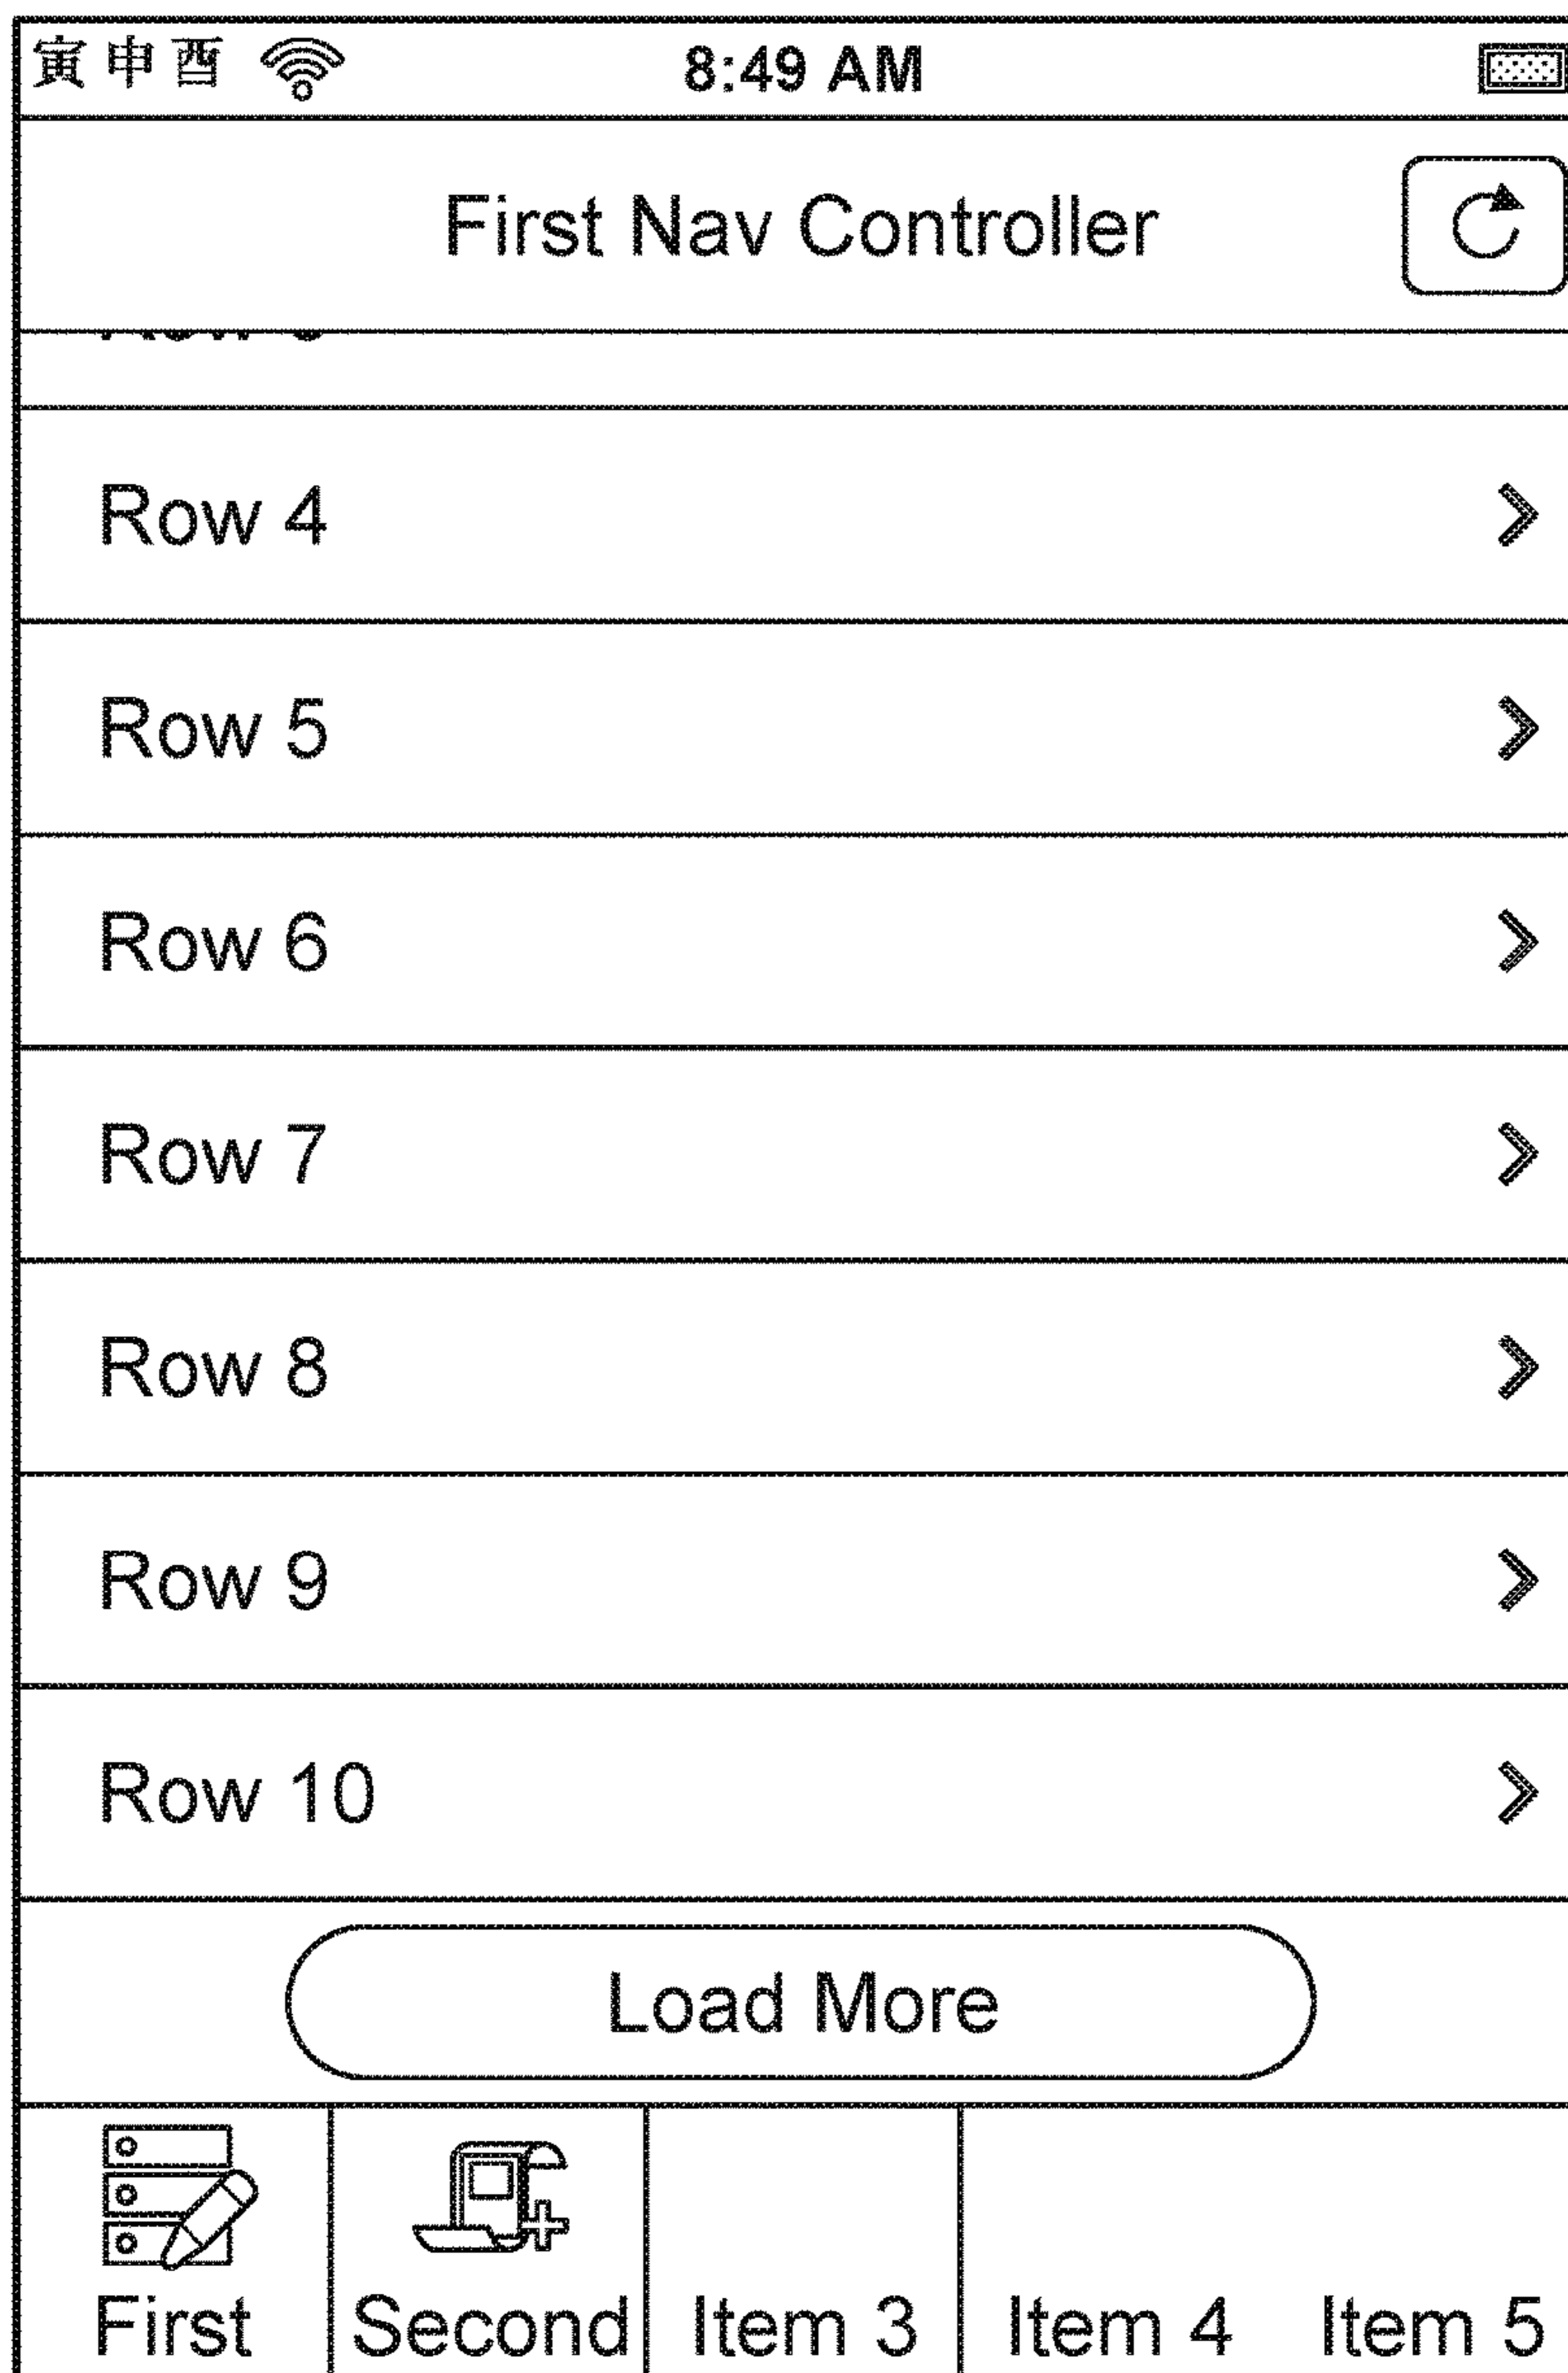 寅申酉 8:49 AM
First Nav Controller
Row 4
Row 5
Row 6
Row 7
Row 8
Row 9
Row 10
Load More
First Second Item 3 Item 4 Item 5